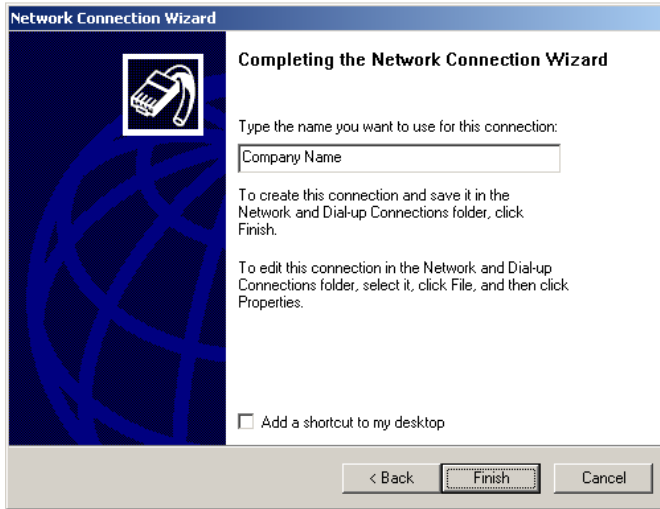 Network Connection Wizard
Completing the Network Connection Wizard
Type the name you want to use for this connection:
Company Name
To create this connection and save it in the
Network and Dial-up Connections folder, click
Finish.
To edit this connection in the Network and Dial-up
Connections folder, select it, click File, and then click
Properties.
Add a shortcut to my desktop
< Back
Finish
Cancel